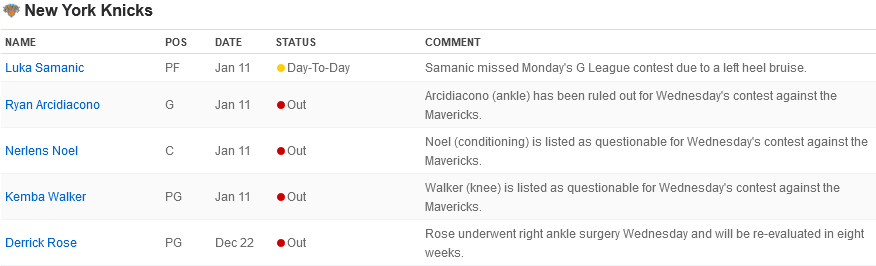 New York Knicks
NAME POS DATE STATUS COMMENT
Luka Samanic PF Jan 11 Day-To-Day Samanic missed Monday's G League contest due to a left heel bruise.
Ryan Arcidiacono G Jan 11 Out Arcidiacono (ankle) has been ruled out for Wednesday's contest against the
Mavericks.
Nerlens Noel C Jan 11 Out Noel (conditioning) is listed as questionable for Wednesday's contest against the
Mavericks.
Kemba Walker PG Jan 11 Out Walker (knee) is listed as questionable for Wednesday's contest against the
Mavericks.
Derrick Rose PG Dec 22 Out Rose underwent right ankle surgery Wednesday and will be re-evaluated in eight
weeks.